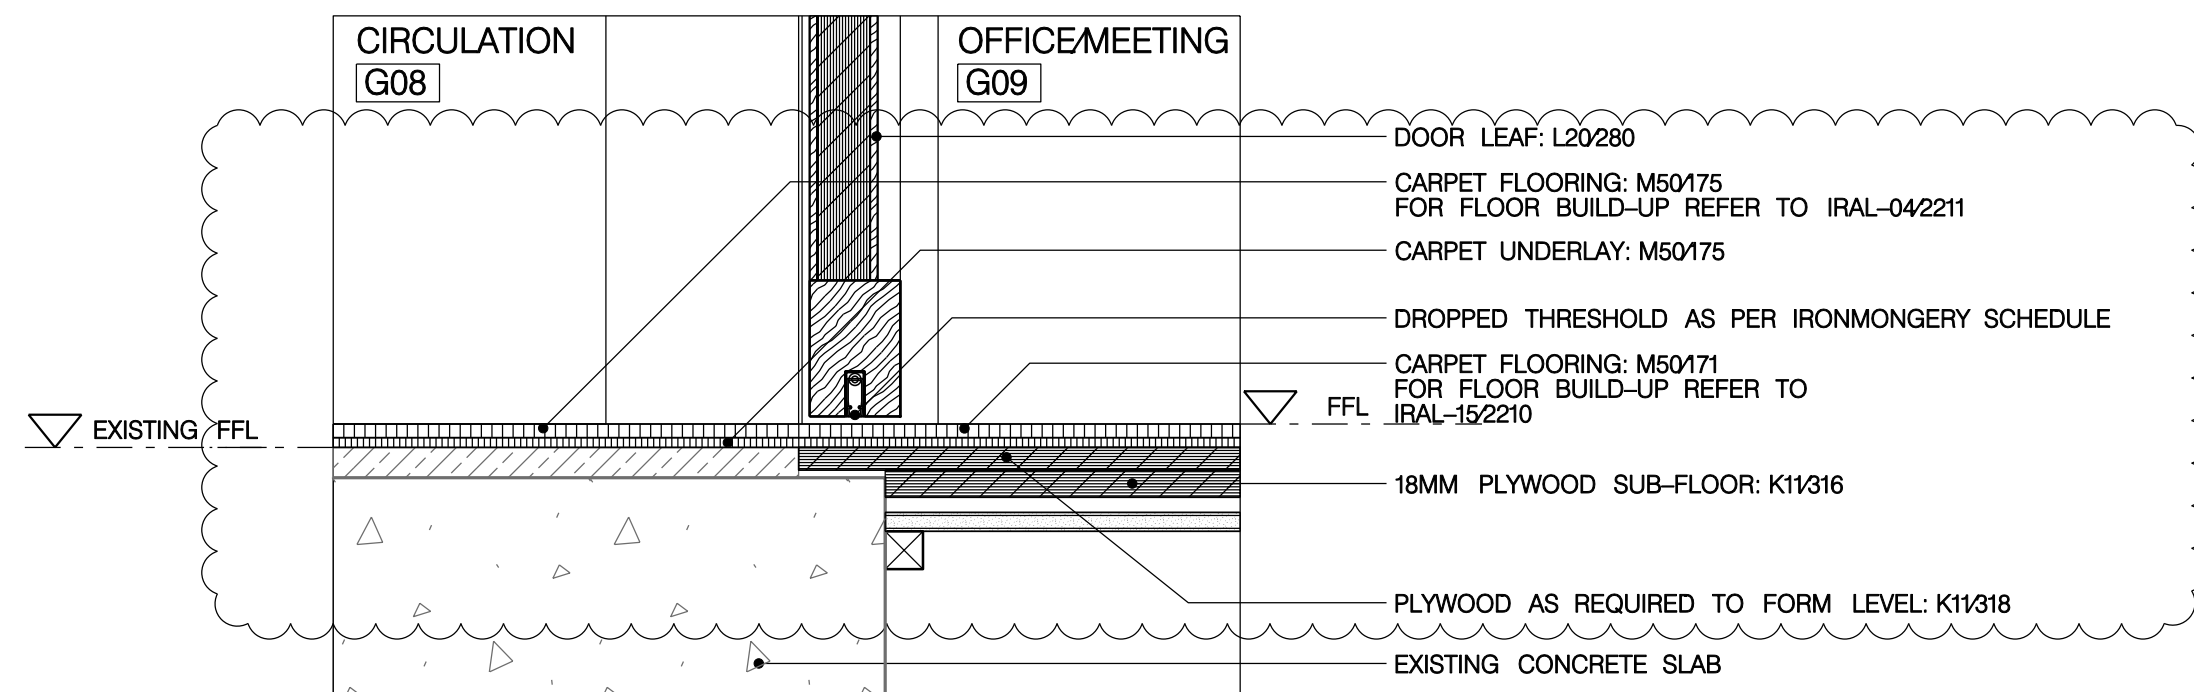 CIRCULATION
G08
OFFICE/MEETING
G09
DOOR LEAF: L20/280
CARPET FLOORING: M50/175
FOR FLOOR BUILD-UP REFER TO IRAL-04/2211
CARPET UNDERLAY: M50/175
DROPPED THRESHOLD AS PER IRONMONGERY SCHEDULE
CARPET FLOORING: M50/171
FOR FLOOR BUILD-UP REFER TO
IRAL-15/2210
FFL
EXISTING FFL
18MM PLYWOOD SUB-FLOOR: K11/316
PLYWOOD AS REQUIRED TO FORM LEVEL: K11/318
EXISTING CONCRETE SLAB